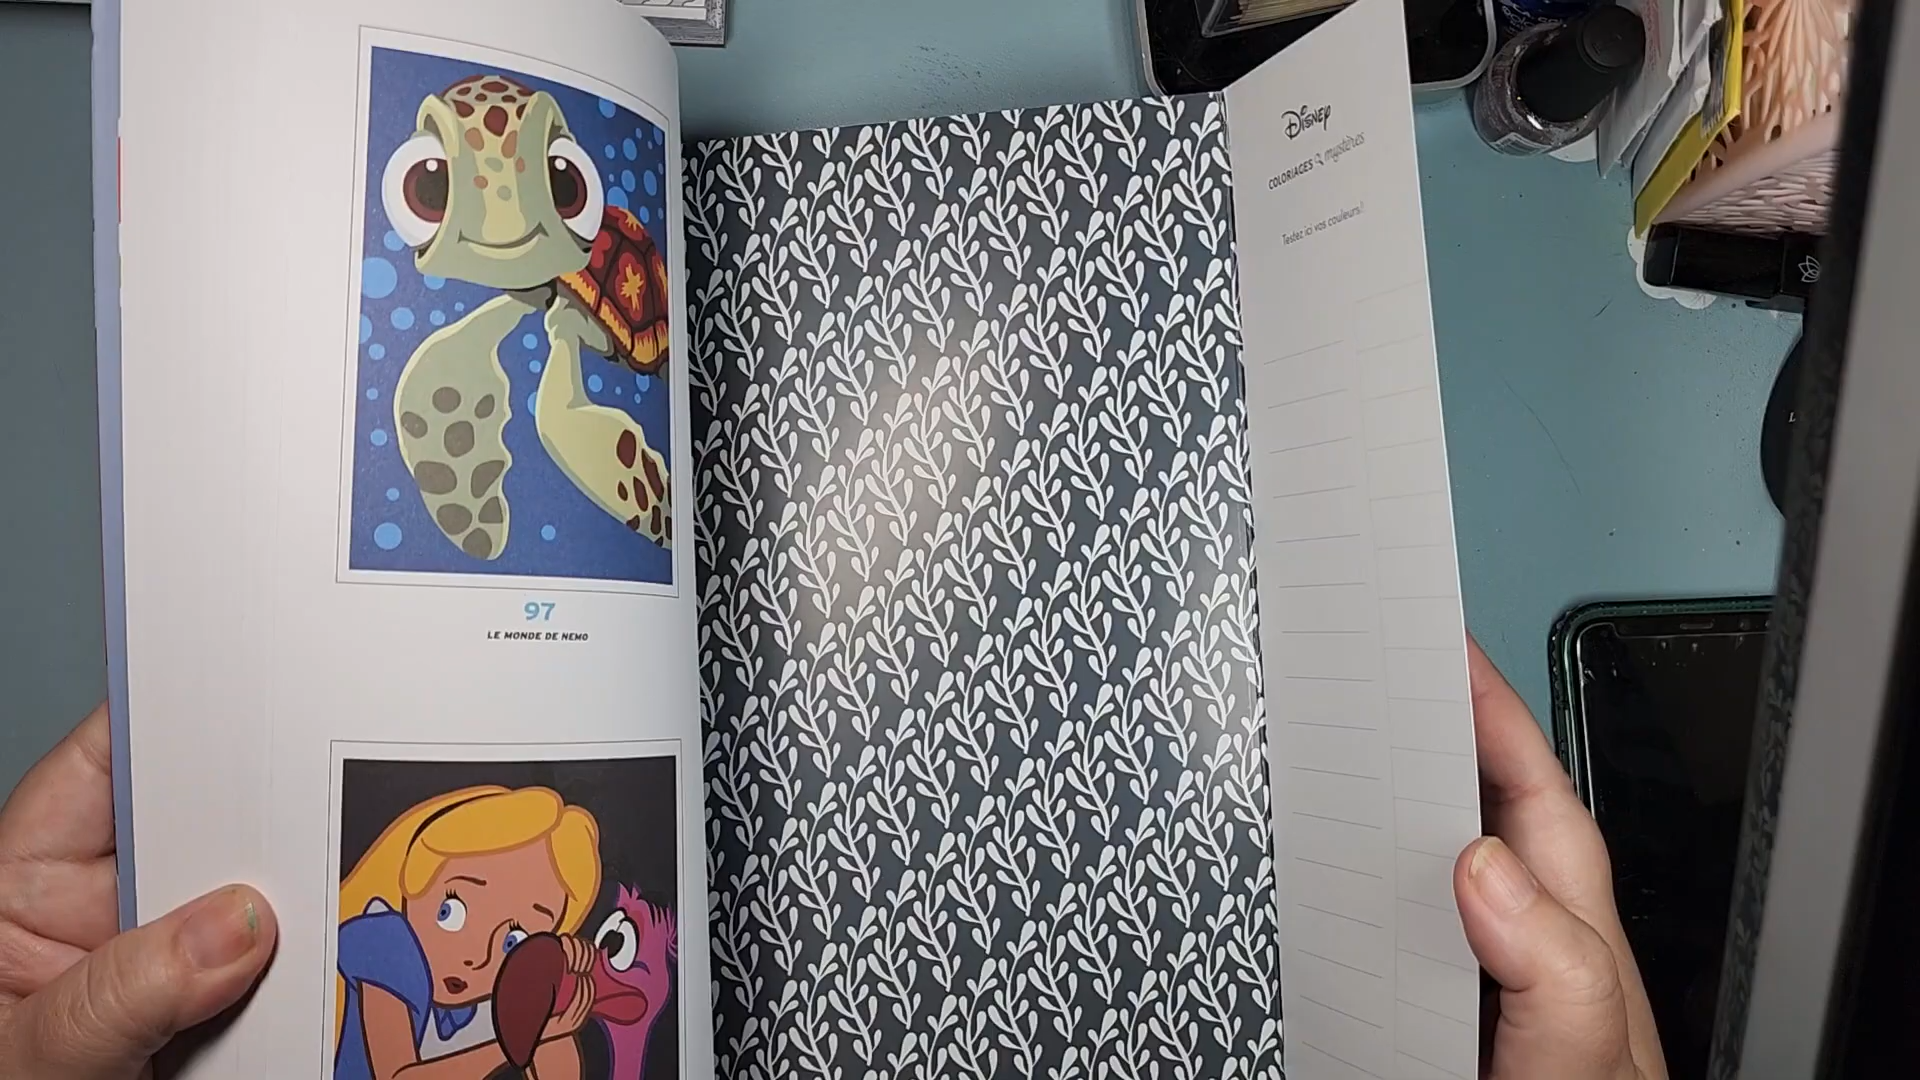 97
LE MONDE DE NEMO
DISNEY
COLORIAGES mystères
Testez ici vos couleurs!